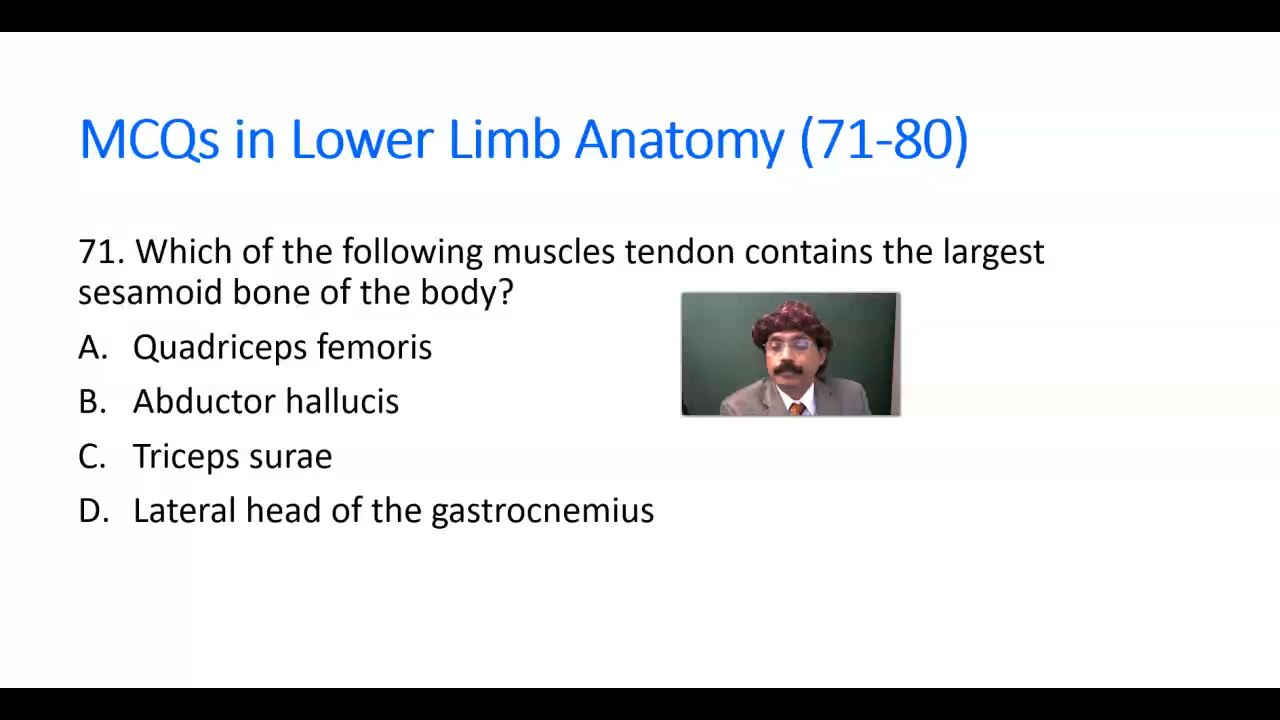 MCQs in Lower Limb Anatomy (71-80)
71. Which of the following muscles tendon contains the largest
sesamoid bone of the body?
A. Quadriceps femoris
B. Abductor hallucis
C. Triceps surae
D. Lateral head of the gastrocnemius